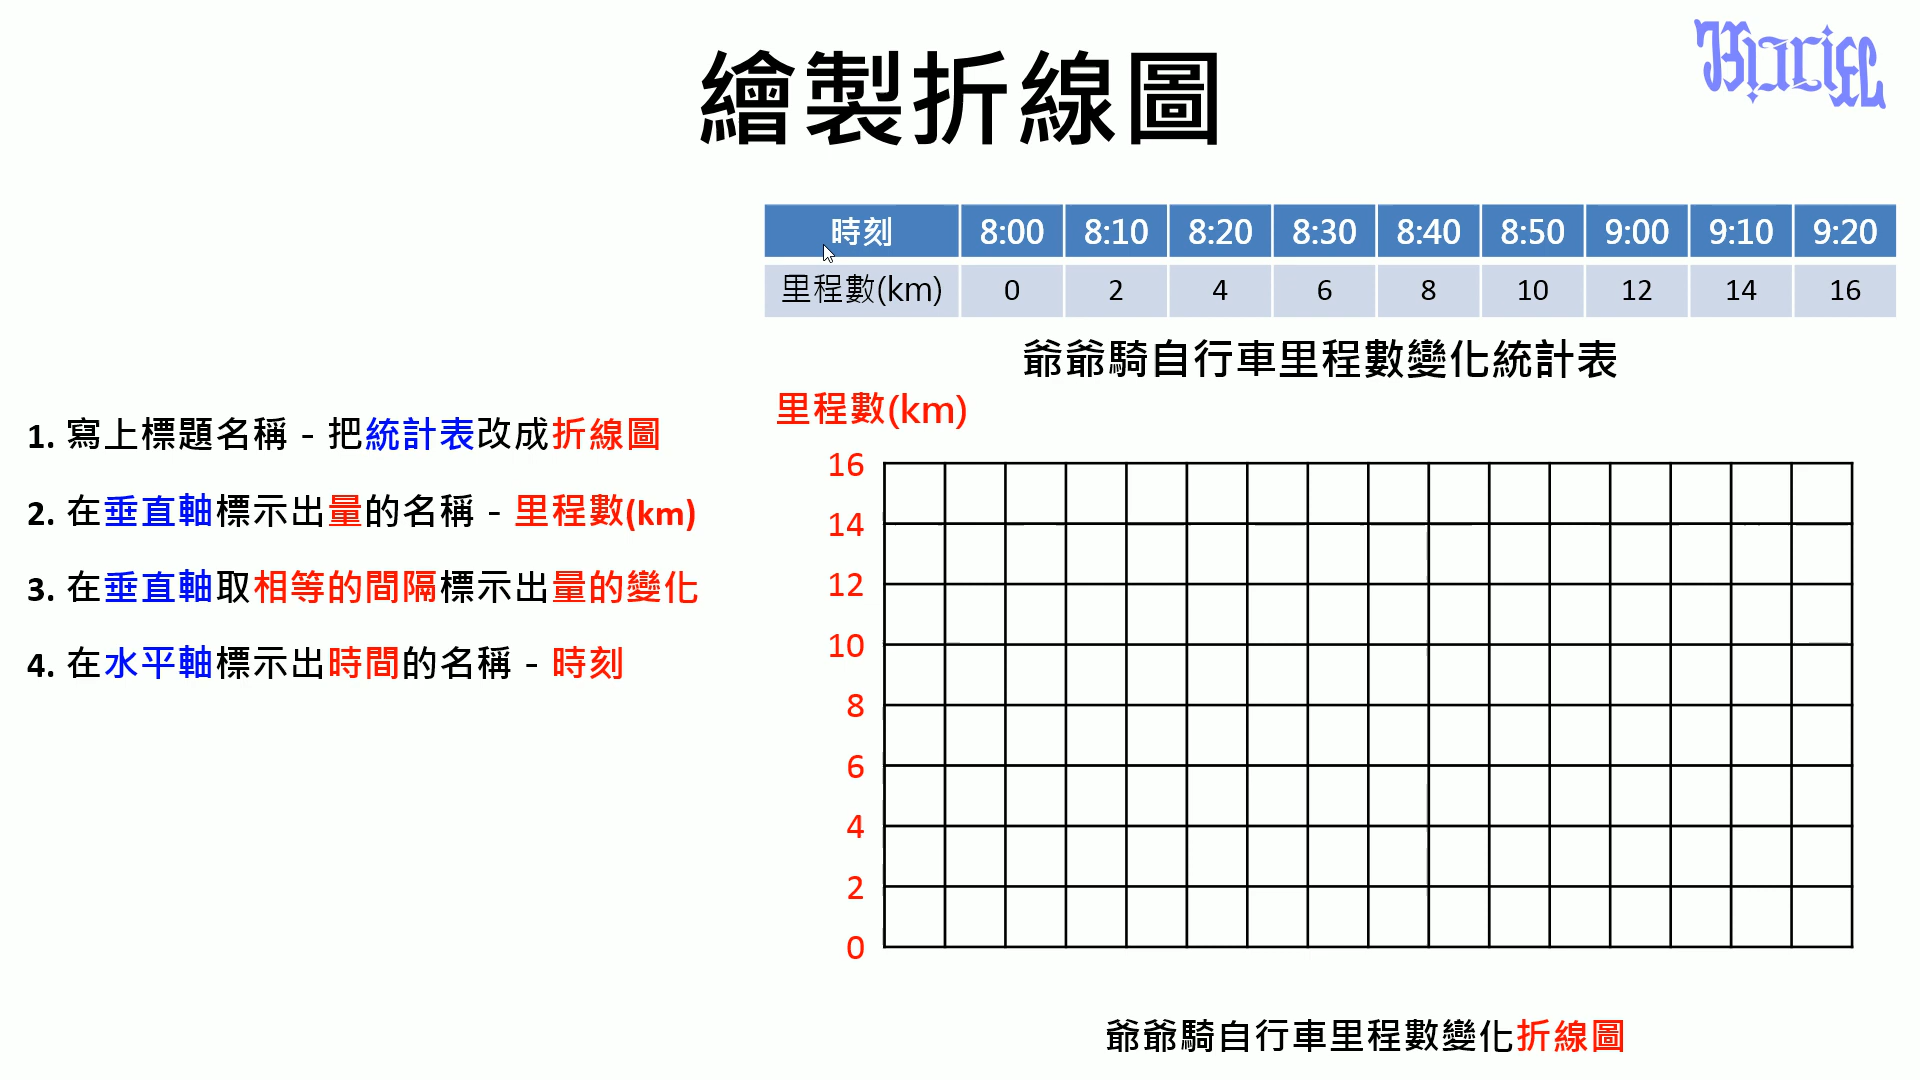 繪製折線圖
時刻 8:00 8:10 8:20 8:30 8:40 8:50 9:00 9:10 9:20
里程數(km) 0 2 4 6 8 10 12 14 16
爺爺騎自行車里程數變化統計表
1. 寫上標題名稱 - 把統計表改成折線圖
2. 在垂直軸標示出量的名稱 - 里程數(km)
3. 在垂直軸取相等的間隔標示出量的變化
4. 在水平軸標示出時間的名稱 - 時刻
里程數(km)
16
14
12
10
8
6
4
2
0
爺爺騎自行車里程數變化折線圖